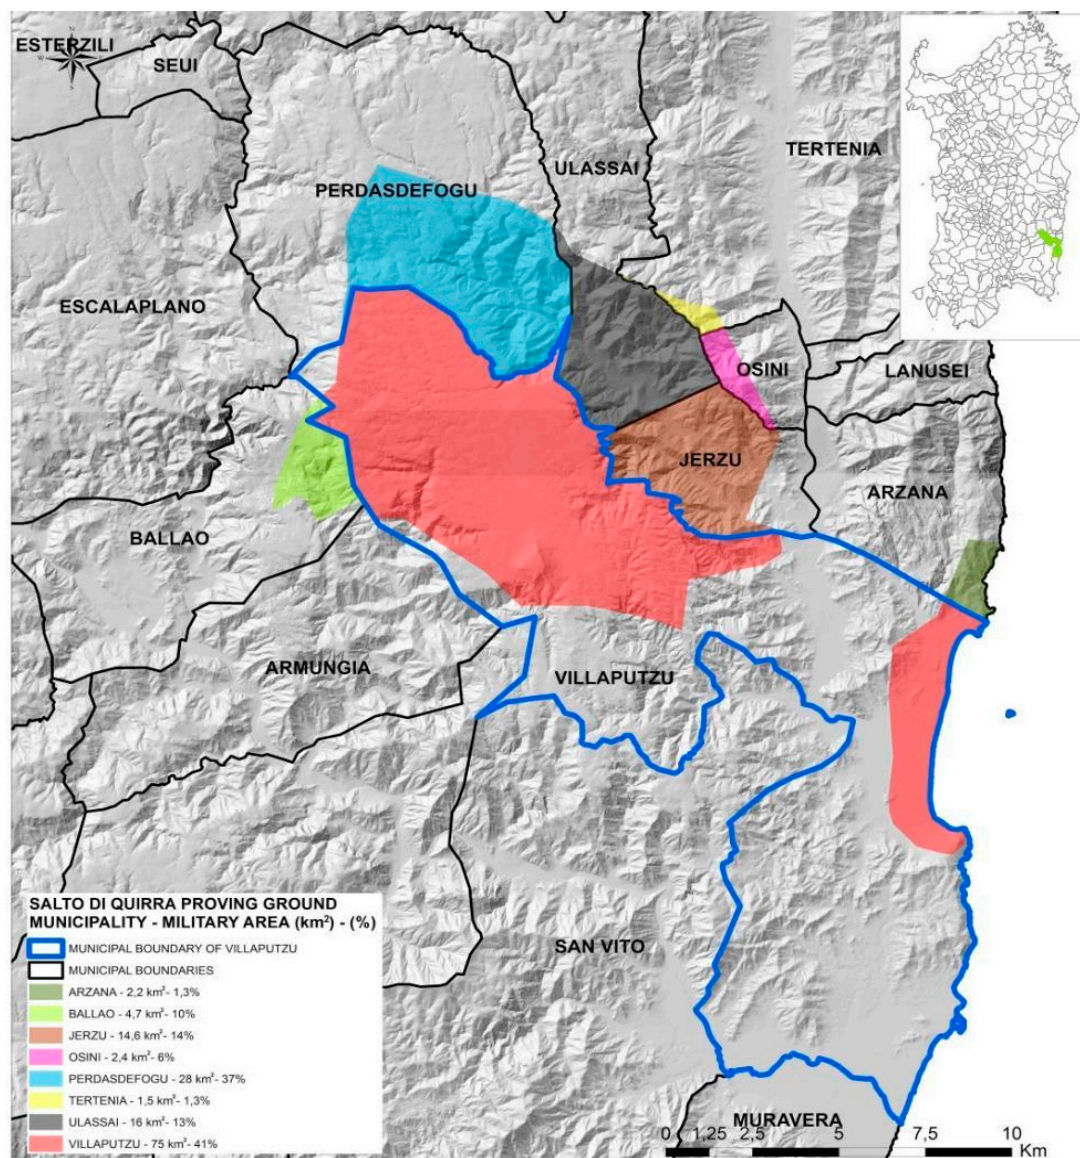 ESTERZILI
SEUI
TERTENIA
ULASSAI
PERDASDEFOGU
ESCALAPLANO
OSINI
LANUSEI
JERZU
ARZANA
BALLAO
ARMUNGIA
VILLAPUTZU
SALTO DI QUIRRA PROVING GROUND
MUNICIPALITY - MILITARY AREA (km²) - (%)
MUNICIPAL BOUNDARY OF VILLAPUTZU
MUNICIPAL BOUNDARIES
ARZANA - 2,2 km²- 1,3%
BALLAO - 4,7 km²- 10%
JERZU - 14,6 km²- 14%
OSINI - 2,4 km²- 6%
PERDASDEFOGU - 28 km²- 37%
TERTENIA - 1,5 km²- 1,3%
ULASSAI - 16 km²- 13%
VILLAPUTZU - 75 km²- 41%
SAN VITO
MURAVERA
0 1,25 2,5 5 7,5 10
Km